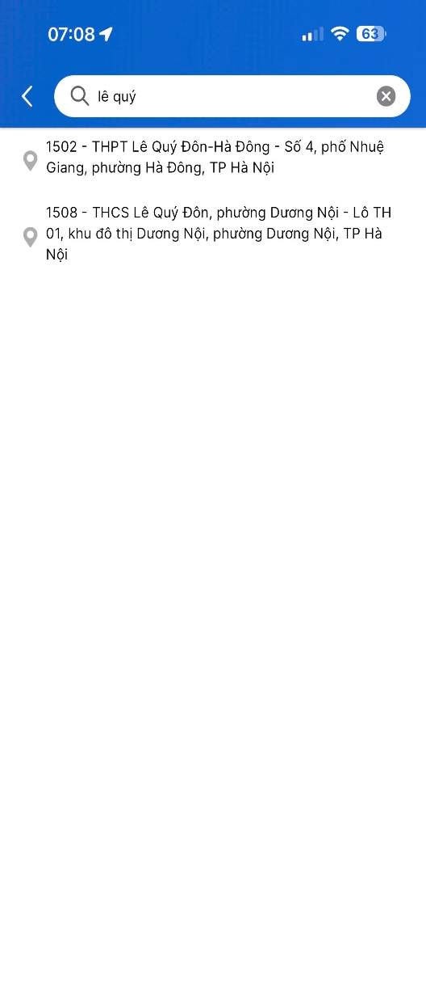 07:08
63
lê quý
1502 - THPT Lê Quý Đôn-Hà Đông - Số 4, phố Nhuệ
Giang, phường Hà Đông, TP Hà Nội
1508 - THCS Lê Quý Đôn, phường Dương Nội - Lô TH
01, khu đô thị Dương Nội, phường Dương Nội, TP Hà
Nội